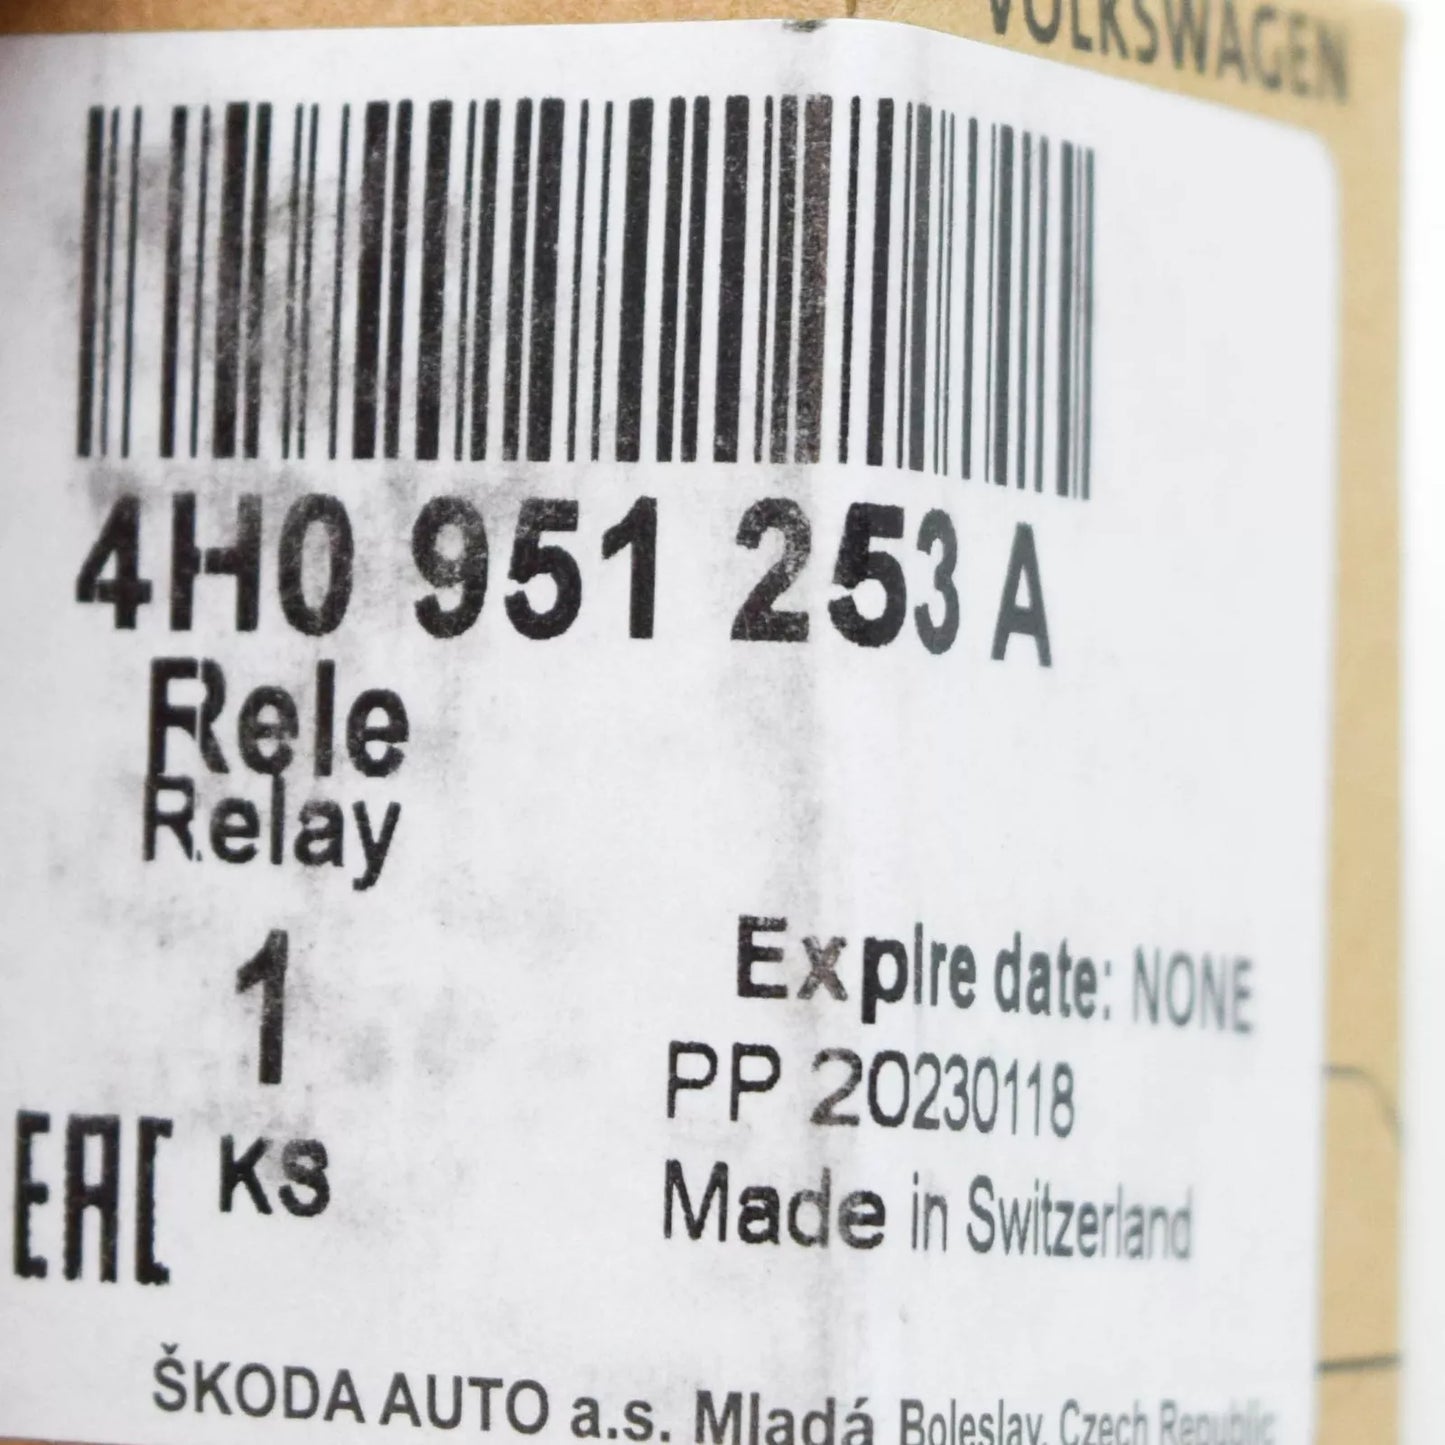 VOLKSWAGEN
4H0 951 253 A
Rele
Relay
1
Expire date: NONE
PP 20230118
EAC KS
Made in Switzerland
ŠKODA AUTO a.s. Mladá Boleslav, Czech Republic